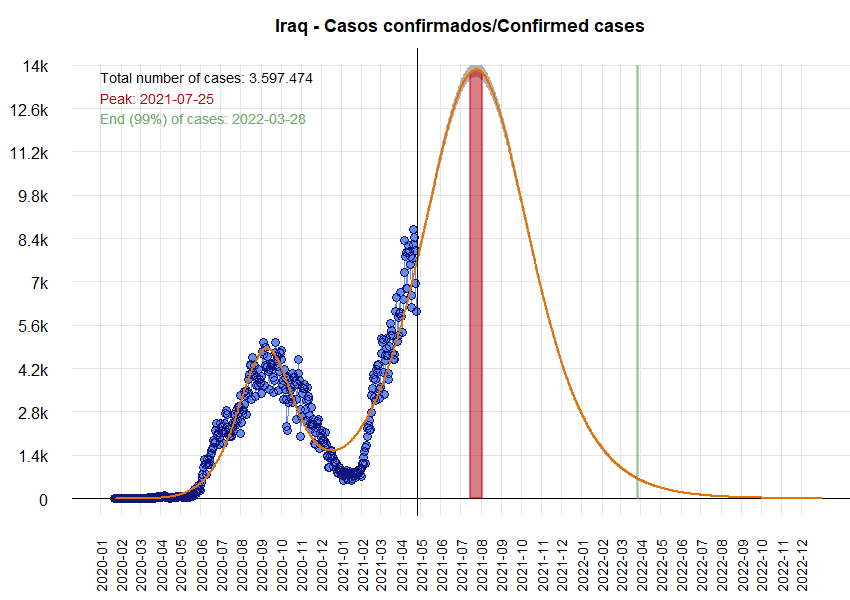 Iraq - Casos confirmados/Confirmed cases
14k
Total number of cases: 3.597.474
Peak: 2021-07-25
End (99%) of cases: 2022-03-28
12.6k
11.2k
9.8k
8.4k
7k
5.6k
4.2k
2.8k
1.4k
0
2020-01
2020-02
2020-03
2020-04
2020-05
2020-06
2020-07
2020-08
2020-09
2020-10
2020-11
2020-12
2021-01
2021-02
2021-03
2021-04
2021-05
2021-06
2021-07
2021-08
2021-09
2021-10
2021-11
2021-12
2022-01
2022-02
2022-03
2022-04
2022-05
2022-06
2022-07
2022-08
2022-09
2022-10
2022-11
2022-12